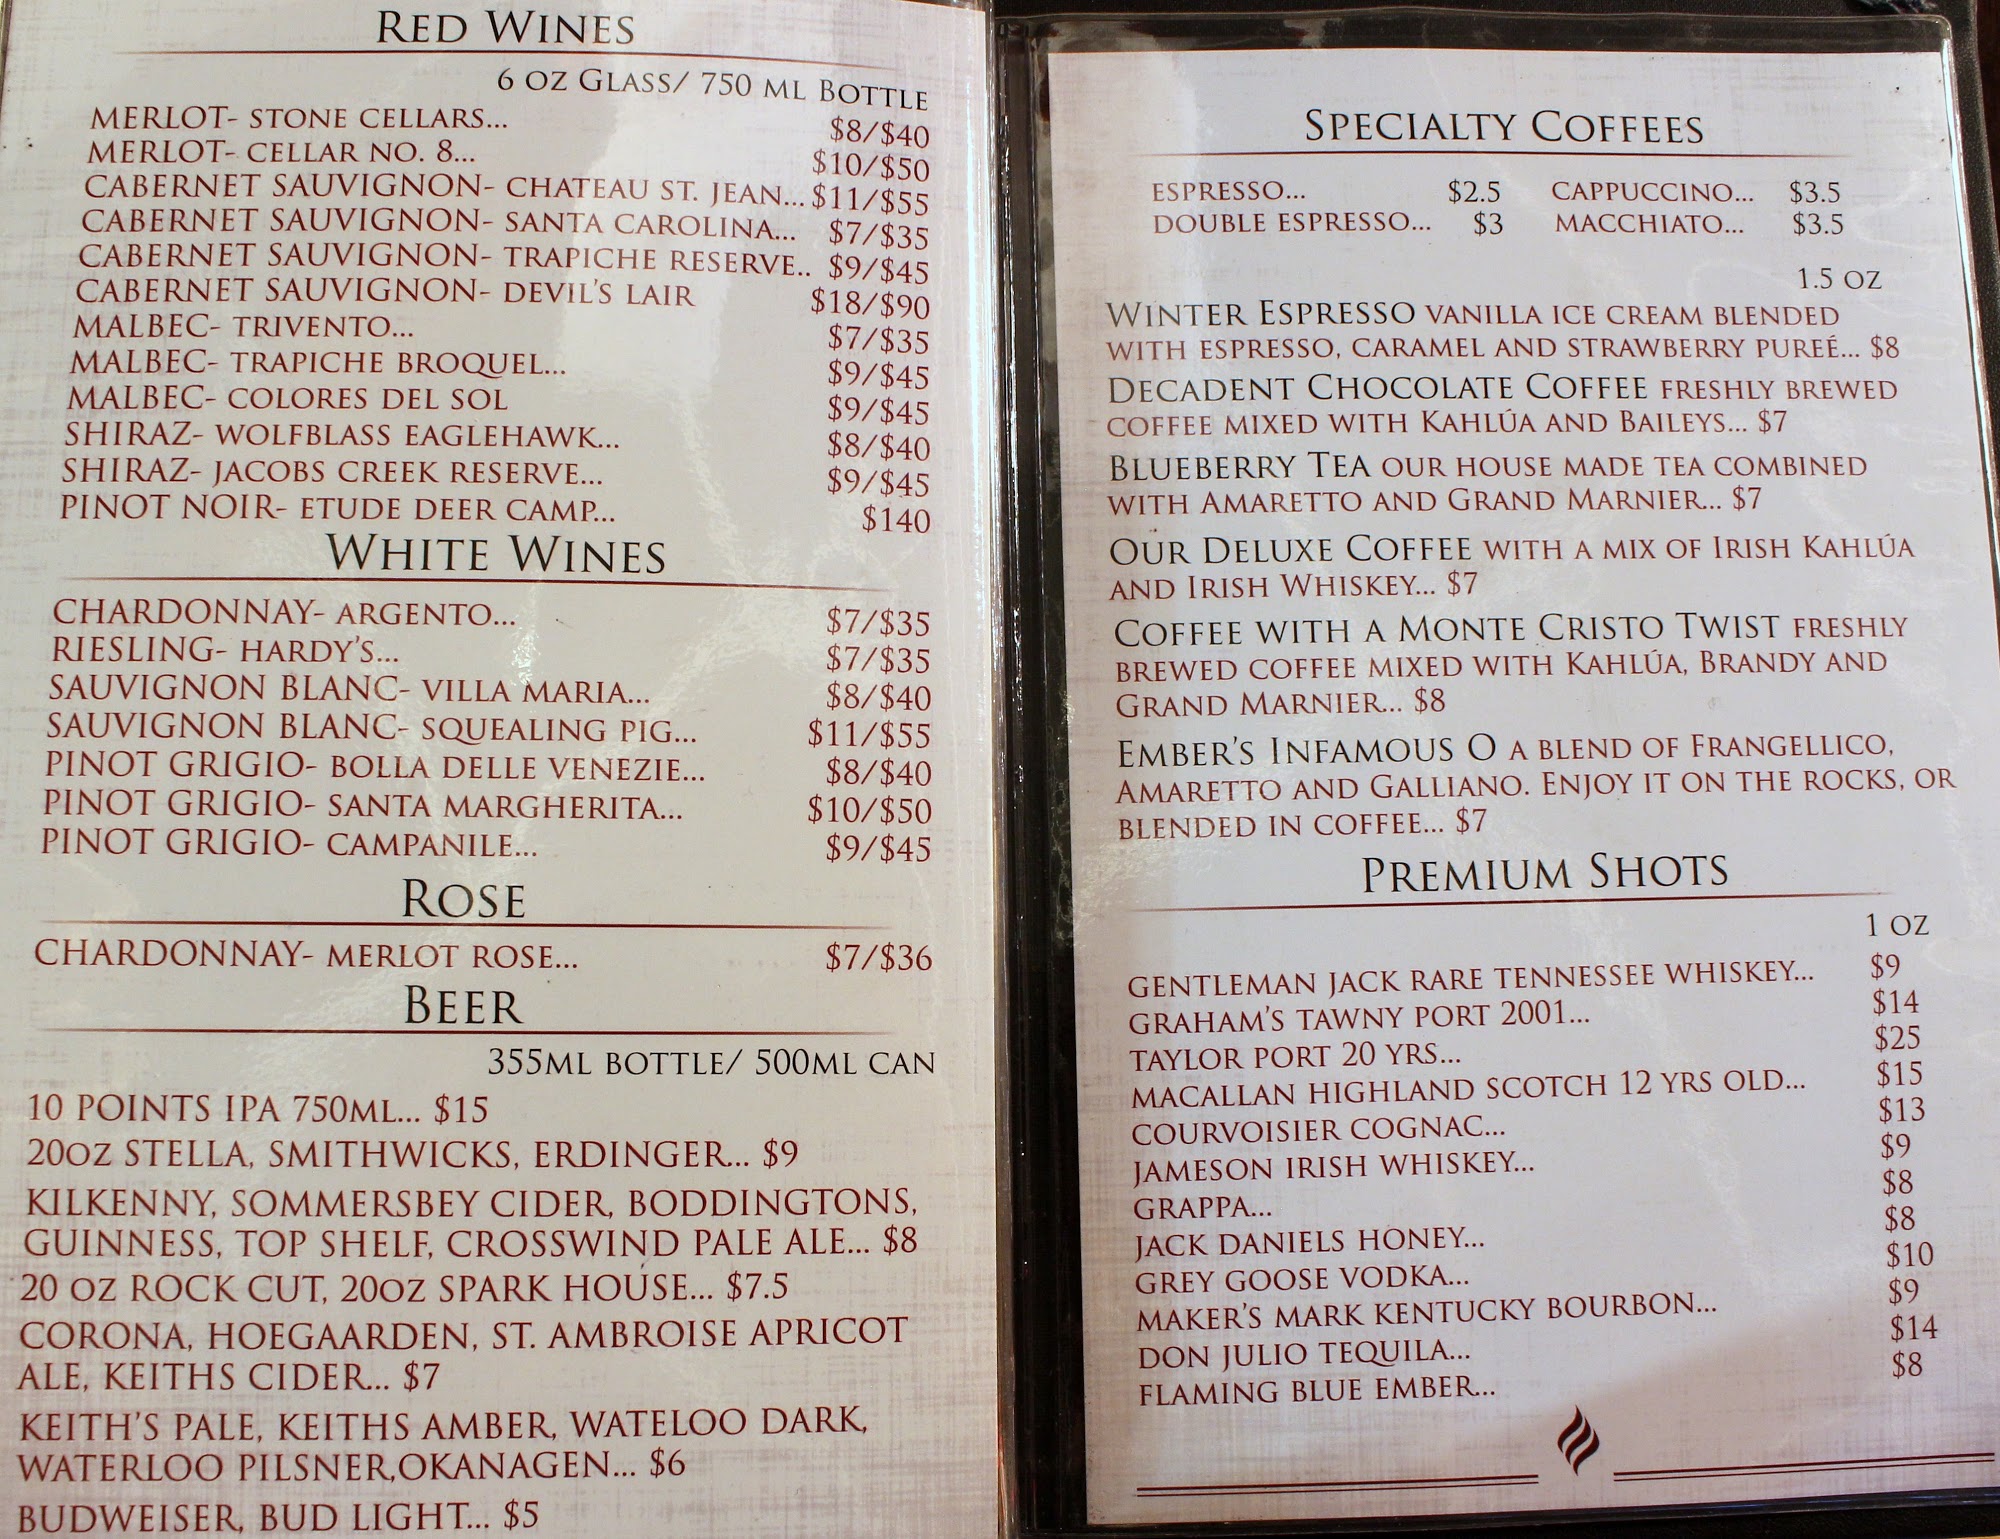 RED WINES
6 OZ GLASS/ 750 ML BOTTLE
MERLOT- STONE CELLARS... $8/$40
MERLOT- CELLAR NO. 8... $10/$50
CABERNET SAUVIGNON- CHATEAU ST. JEAN... $11/$55
CABERNET SAUVIGNON- SANTA CAROLINA... $7/$35
CABERNET SAUVIGNON- TRAPICHE RESERVE.. $9/$45
CABERNET SAUVIGNON- DEVIL'S LAIR $18/$90
MALBEC- TRIVENTO... $7/$35
MALBEC- TRAPICHE BROQUEL... $9/$45
MALBEC- COLORES DEL SOL $9/$45
SHIRAZ- WOLFBLASS EAGLEHAWK... $8/$40
SHIRAZ- JACOBS CREEK RESERVE... $9/$45
PINOT NOIR- ETUDE DEER CAMP... $140
WHITE WINES
CHARDONNAY- ARGENTO... $7/$35
RIESLING- HARDY'S... $7/$35
SAUVIGNON BLANC- VILLA MARIA... $8/$40
SAUVIGNON BLANC- SQUEALING PIG... $11/$55
PINOT GRIGIO- BOLLA DELLE VENEZIE... $8/$40
PINOT GRIGIO- SANTA MARGHERITA... $10/$50
PINOT GRIGIO- CAMPANILE... $9/$45
ROSE
CHARDONNAY- MERLOT ROSE... $7/$36
BEER
355ML BOTTLE/ 500ML CAN
10 POINTS IPA 750ML... $15
20OZ STELLA, SMITHWICKS, ERDINGER... $9
KILKENNY, SOMMERSBEY CIDER, BODDINGTONS,
GUINNESS, TOP SHELF, CROSSWIND PALE ALE... $8
20 OZ ROCK CUT, 20OZ SPARK HOUSE... $7.5
CORONA, HOEGAARDEN, ST. AMBROISE APRICOT
ALE, KEITHS CIDER... $7
KEITH'S PALE, KEITHS AMBER, WATELOO DARK,
WATERLOO PILSNER,OKANAGEN... $6
BUDWEISER, BUD LIGHT... $5
SPECIALTY COFFEES
ESPRESSO... $2.5 CAPPUCCINO... $3.5
DOUBLE ESPRESSO... $3 MACCHIATO... $3.5
1.5 OZ
WINTER ESPRESSO VANILLA ICE CREAM BLENDED
WITH ESPRESSO, CARAMEL AND STRAWBERRY PUREÉ... $8
DECADENT CHOCOLATE COFFEE FRESHLY BREWED
COFFEE MIXED WITH KAHLÚA AND BAILEYS... $7
BLUEBERRY TEA OUR HOUSE MADE TEA COMBINED
WITH AMARETTO AND GRAND MARNIER... $7
OUR DELUXE COFFEE WITH A MIX OF IRISH KAHLÚA
AND IRISH WHISKEY... $7
COFFEE WITH A MONTE CRISTO TWIST FRESHLY
BREWED COFFEE MIXED WITH KAHLÚA, BRANDY AND
GRAND MARNIER... $8
EMBER'S INFAMOUS O A BLEND OF FRANGELLICO,
AMARETTO AND GALLIANO. ENJOY IT ON THE ROCKS, OR
BLENDED IN COFFEE... $7
PREMIUM SHOTS
1 OZ
GENTLEMAN JACK RARE TENNESSEE WHISKEY... $9
GRAHAM'S TAWNY PORT 2001... $14
TAYLOR PORT 20 YRS... $25
MACALLAN HIGHLAND SCOTCH 12 YRS OLD... $15
COURVOISIER COGNAC... $13
JAMESON IRISH WHISKEY... $9
GRAPPA... $8
JACK DANIELS HONEY... $8
GREY GOOSE VODKA... $10
MAKER'S MARK KENTUCKY BOURBON... $9
DON JULIO TEQUILA... $14
FLAMING BLUE EMBER... $8